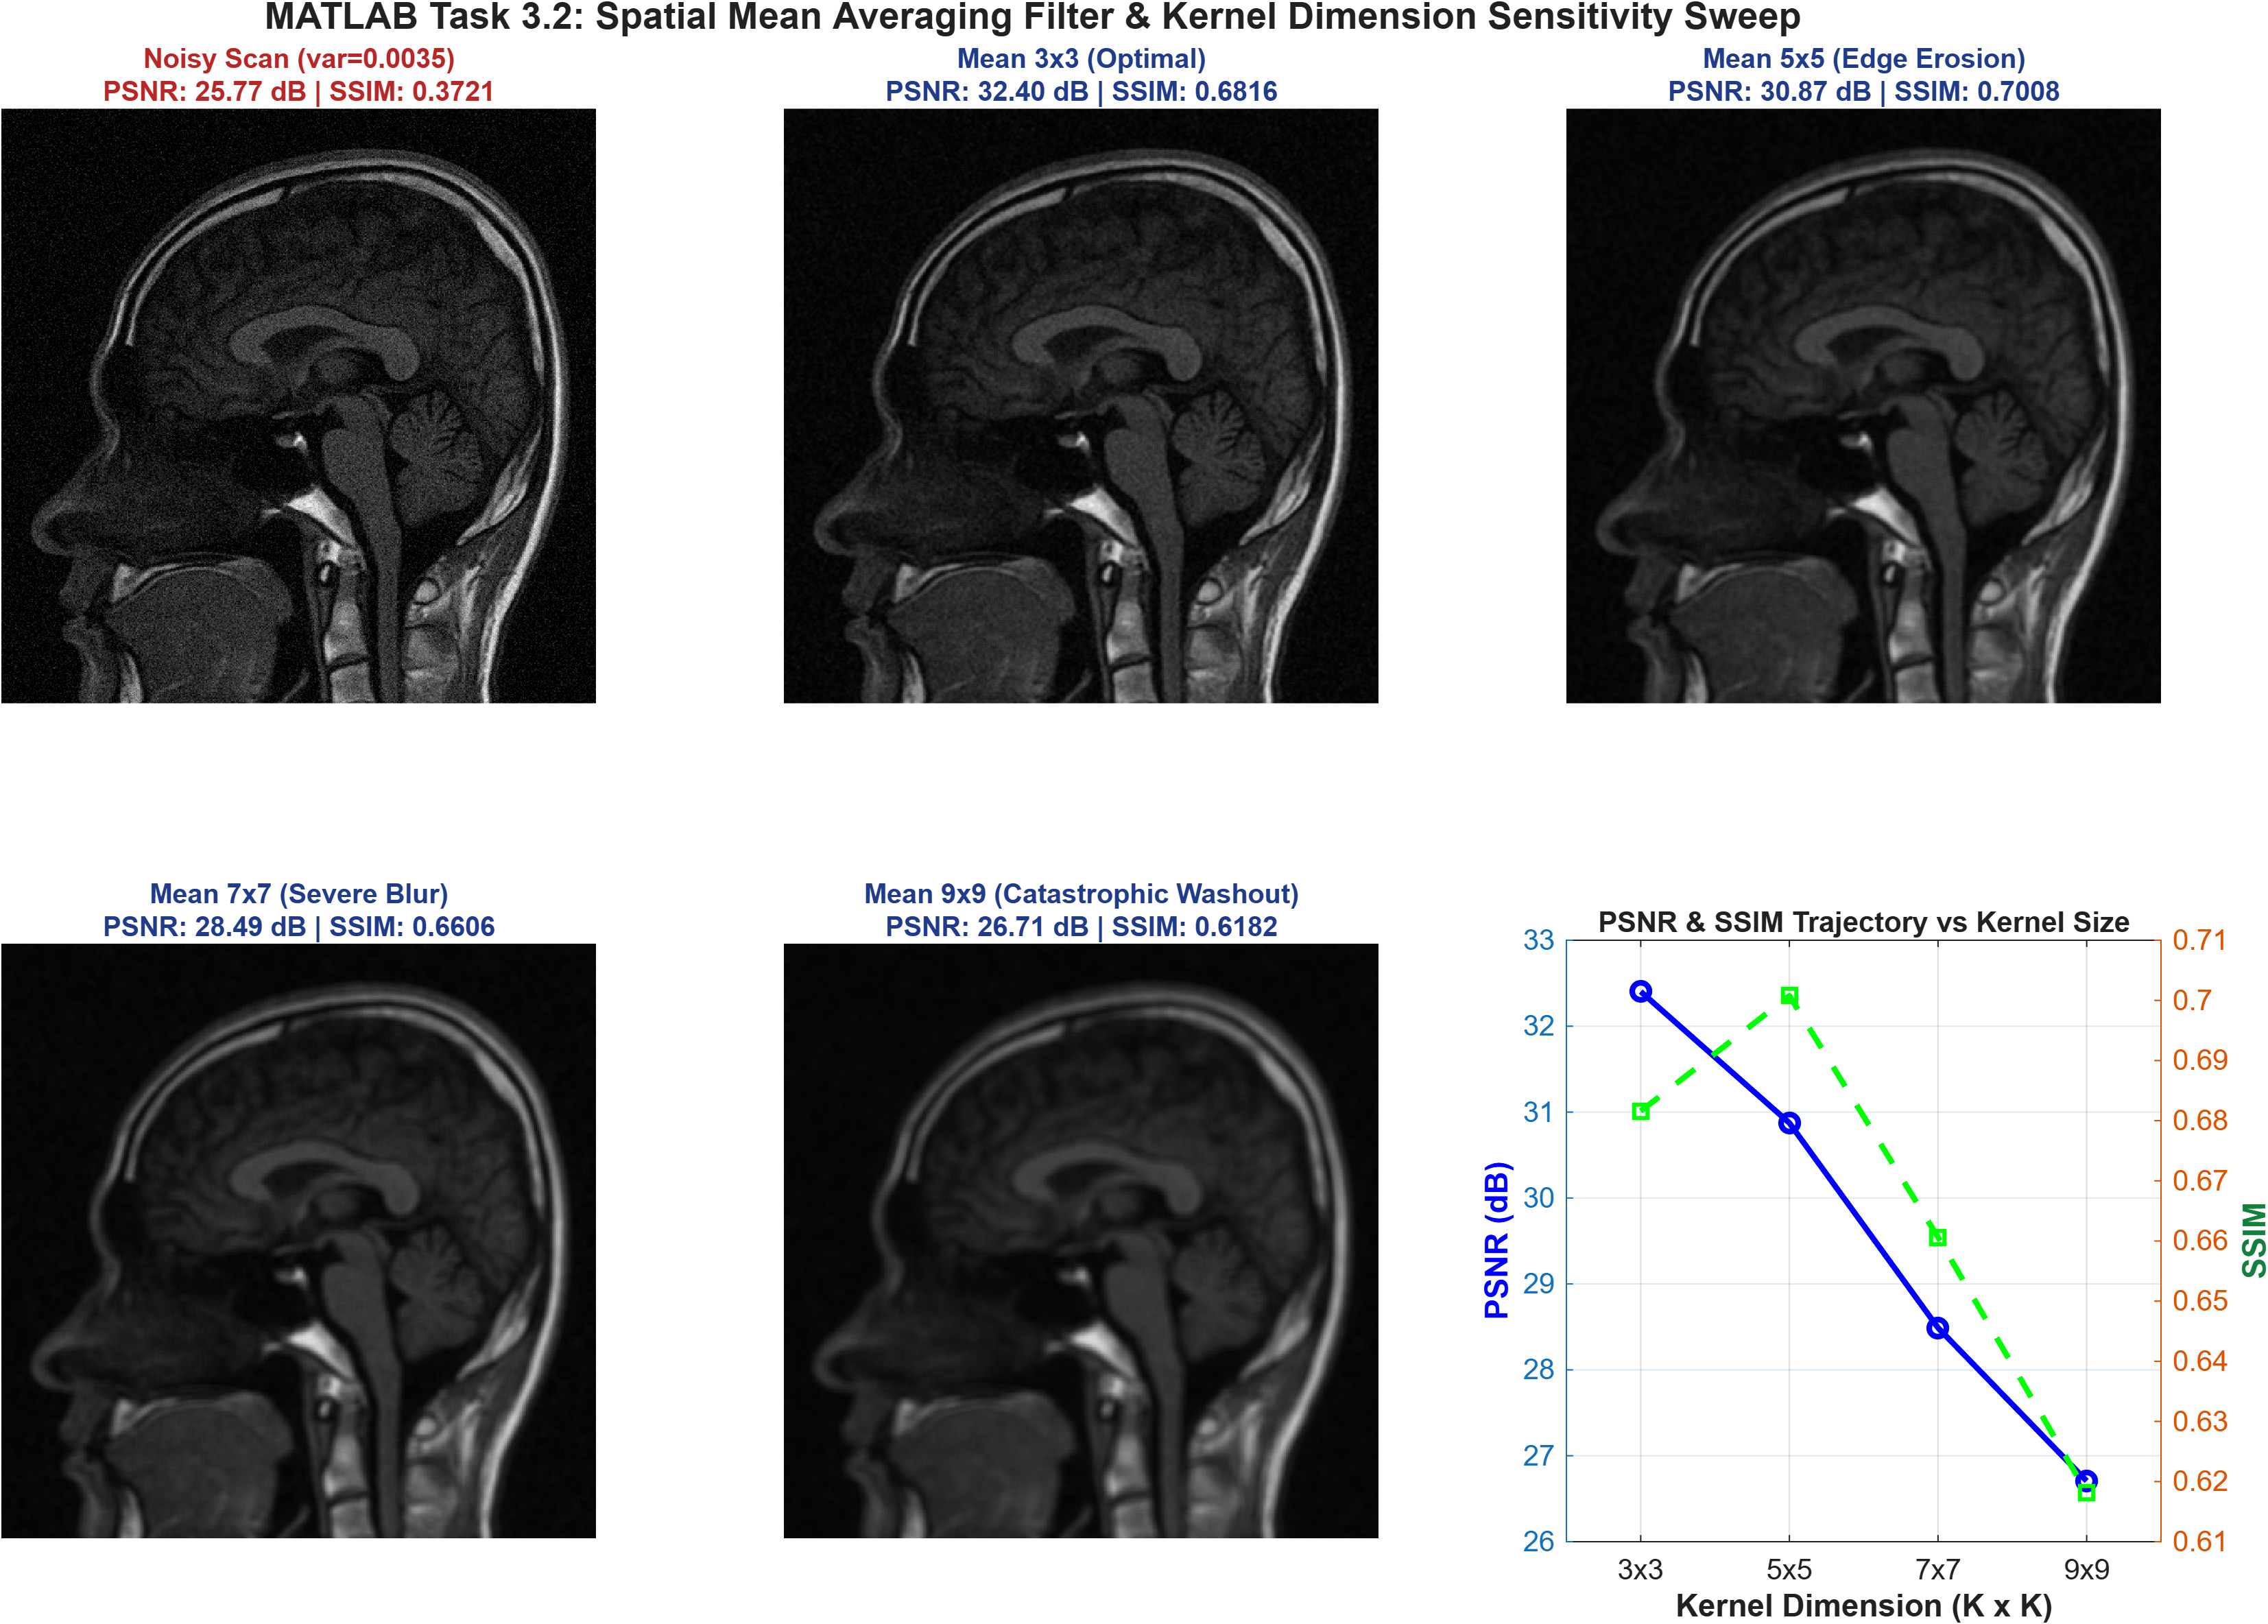 MATLAB Task 3.2: Spatial Mean Averaging Filter & Kernel Dimension Sensitivity Sweep
Noisy Scan (var=0.0035)
PSNR: 25.77 dB | SSIM: 0.3721
Mean 3x3 (Optimal)
PSNR: 32.40 dB | SSIM: 0.6816
Mean 5x5 (Edge Erosion)
PSNR: 30.87 dB | SSIM: 0.7008
Mean 7x7 (Severe Blur)
PSNR: 28.49 dB | SSIM: 0.6606
Mean 9x9 (Catastrophic Washout)
PSNR: 26.71 dB | SSIM: 0.6182
PSNR & SSIM Trajectory vs Kernel Size
PSNR (dB)
33
32
31
30
29
28
27
26
0.71
0.7
0.69
0.68
0.67
0.66
0.65
0.64
0.63
0.62
0.61
SSIM
3x3 5x5 7x7 9x9
Kernel Dimension (K x K)